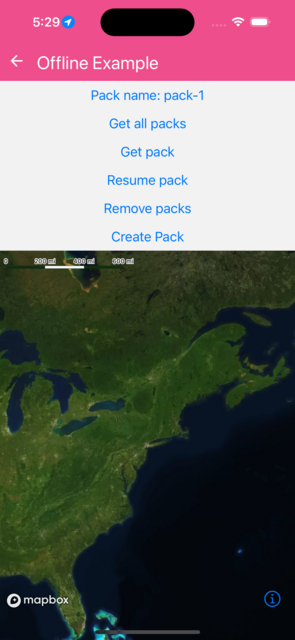 5:29
Offline Example
Pack name: pack-1
Get all packs
Get pack
Resume pack
Remove packs
Create Pack
0 200 mi 400 mi 600 mi
mapbox